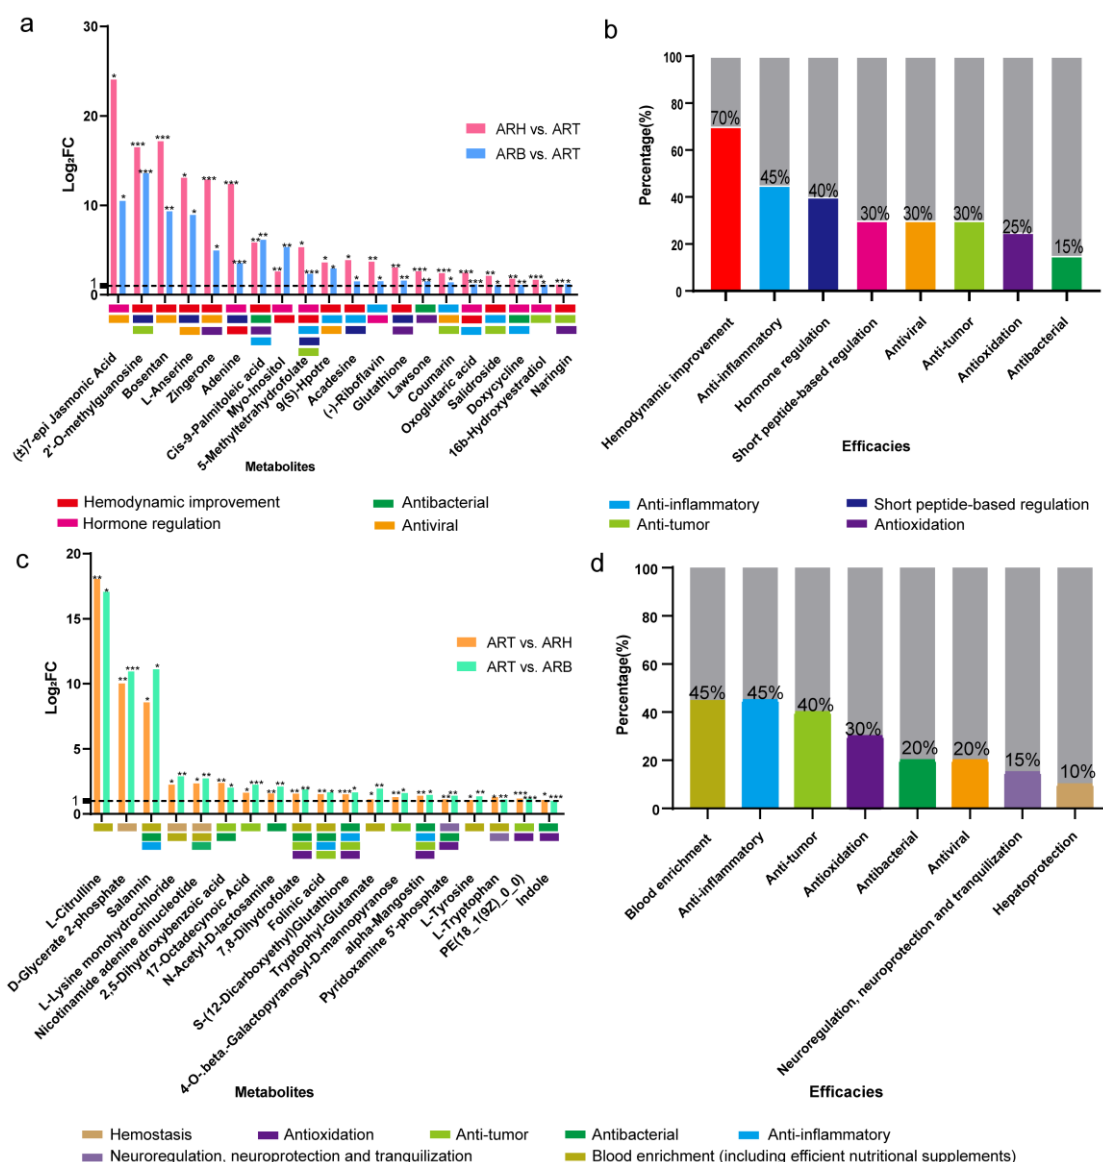 a
30
20
10
1
0
Log₂FC
ARH vs. ART
ARB vs. ART
(±)7-epi Jasmonic Acid
2'-O-methylguanosine
Bosentan
L-Anserine
Zingerone
Adenine
Cis-9-Palmitoleic acid
Myo-Inositol
5-Methyltetrahydrofolate
9(S)-Hpotre
Acadesine
(-)-Riboflavin
Glutathione
Lawsone
Coumarin
Oxoglutaric acid
Salidroside
Doxycycline
16b-Hydroxyestradiol
Naringin
Metabolites
b
100
80
60
40
20
0
Percentage(%)
70%
45%
40%
30%
30%
30%
25%
15%
Hemodynamic improvement
Anti-inflammatory
Hormone regulation
Short peptide-based regulation
Antiviral
Anti-tumor
Antioxidation
Antibacterial
Efficacies
Hemodynamic improvement
Antibacterial
Anti-inflammatory
Short peptide-based regulation
Hormone regulation
Antiviral
Anti-tumor
Antioxidation
c
20
15
10
5
1
0
Log₂FC
ART vs. ARH
ART vs. ARB
L-Citrulline
D-Glycerate 2-phosphate
Salannin
L-Lysine monohydrochloride
Nicotinamide adenine dinucleotide
2,5-Dihydroxybenzoic acid
17-Octadecynoic Acid
N-Acetyl-D-lactosamine
7,8-Dihydrofolate
Folinic acid
S-(12-Dicarboxyethyl)Glutathione
Tryptophyl-Glutamate
4-O-.beta.-Galactopyranosyl-D-mannopyranose
alpha-Mangostin
Pyridoxamine 5'-phosphate
L-Tyrosine
L-Tryptophan
PE(18_1(9Z)_0_0)
Indole
Metabolites
d
100
80
60
40
20
0
Percentage(%)
45%
45%
40%
30%
20%
20%
15%
10%
Blood enrichment
Anti-inflammatory
Anti-tumor
Antioxidation
Antibacterial
Antiviral
Neuroregulation, neuroprotection and tranquilization
Hepatoprotection
Efficacies
Hemostasis
Antioxidation
Anti-tumor
Antibacterial
Anti-inflammatory
Neuroregulation, neuroprotection and tranquilization
Blood enrichment (including efficient nutritional supplements)